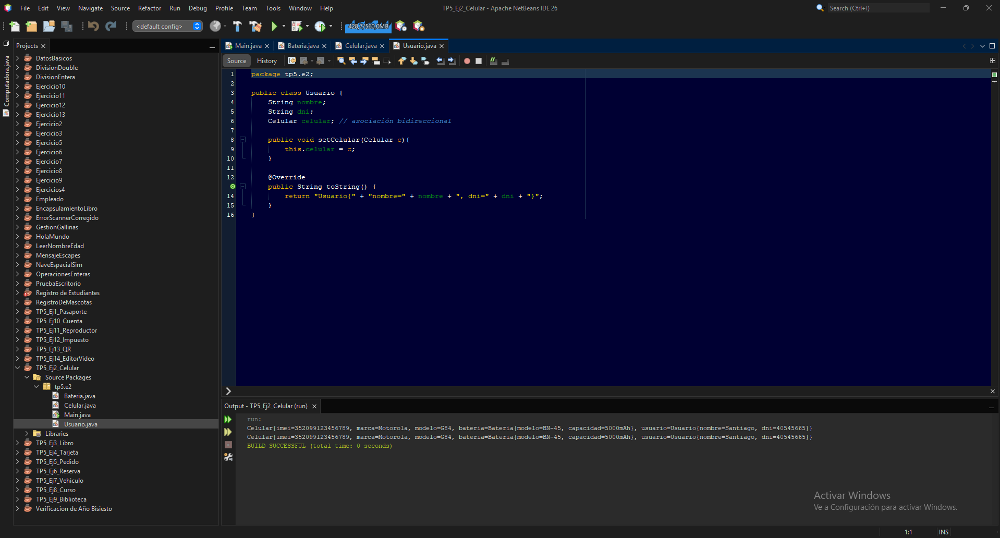 File Edit View Navigate Source Refactor Run Debug Profile Team Tools Window Help
TP5_Ej2_Celular - Apache NetBeans IDE 26
Search (Ctrl+I)
<default config>
428,7/560,0MB
Computadora.java
Projects
DatosBasicos
DivisionDouble
DivisionEntera
Ejercicio10
Ejercicio11
Ejercicio12
Ejercicio13
Ejercicio2
Ejercicio3
Ejercicio5
Ejercicio6
Ejercicio7
Ejercicio8
Ejercicio9
Ejercicios4
Empleado
EncapsulamientoLibro
ErrorScannerCorregido
GestionGallinas
HolaMundo
LeerNombreEdad
MensajeEscapes
NaveEspacialSim
OperacionesEnteras
PruebaEscritorio
Registro de Estudiantes
RegistroDeMascotas
TP5_Ej1_Pasaporte
TP5_Ej10_Cuenta
TP5_Ej11_Reproductor
TP5_Ej12_Impuesto
TP5_Ej13_QR
TP5_Ej14_EditorVideo
TP5_Ej2_Celular
Source Packages
tp5.e2
Bateria.java
Celular.java
Main.java
Usuario.java
Libraries
TP5_Ej3_Libro
TP5_Ej4_Tarjeta
TP5_Ej5_Pedido
TP5_Ej6_Reserva
TP5_Ej7_Vehiculo
TP5_Ej8_Curso
TP5_Ej9_Biblioteca
Verificacion de Año Bisiesto
Main.java Bateria.java Celular.java Usuario.java
Source History
1 package tp5.e2;
2
3 public class Usuario {
4 String nombre;
5 String dni;
6 Celular celular; // asociación bidireccional
7
8 public void setCelular(Celular c){
9 this.celular = c;
10 }
11
12 @Override
public String toString() {
14 return "Usuario{" + "nombre=" + nombre + ", dni=" + dni + "}";
15 }
16 }
Output - TP5_Ej2_Celular (run)
run:
Celular{imei=352099123456789, marca=Motorola, modelo=G84, bateria=Bateria{modelo=BN-45, capacidad=5000mAh}, usuario=Usuario{nombre=Santiago, dni=40545665}}
Celular{imei=352099123456789, marca=Motorola, modelo=G84, bateria=Bateria{modelo=BN-45, capacidad=5000mAh}, usuario=Usuario{nombre=Santiago, dni=40545665}}
BUILD SUCCESSFUL (total time: 0 seconds)
Activar Windows
Ve a Configuración para activar Windows.
1:1 INS